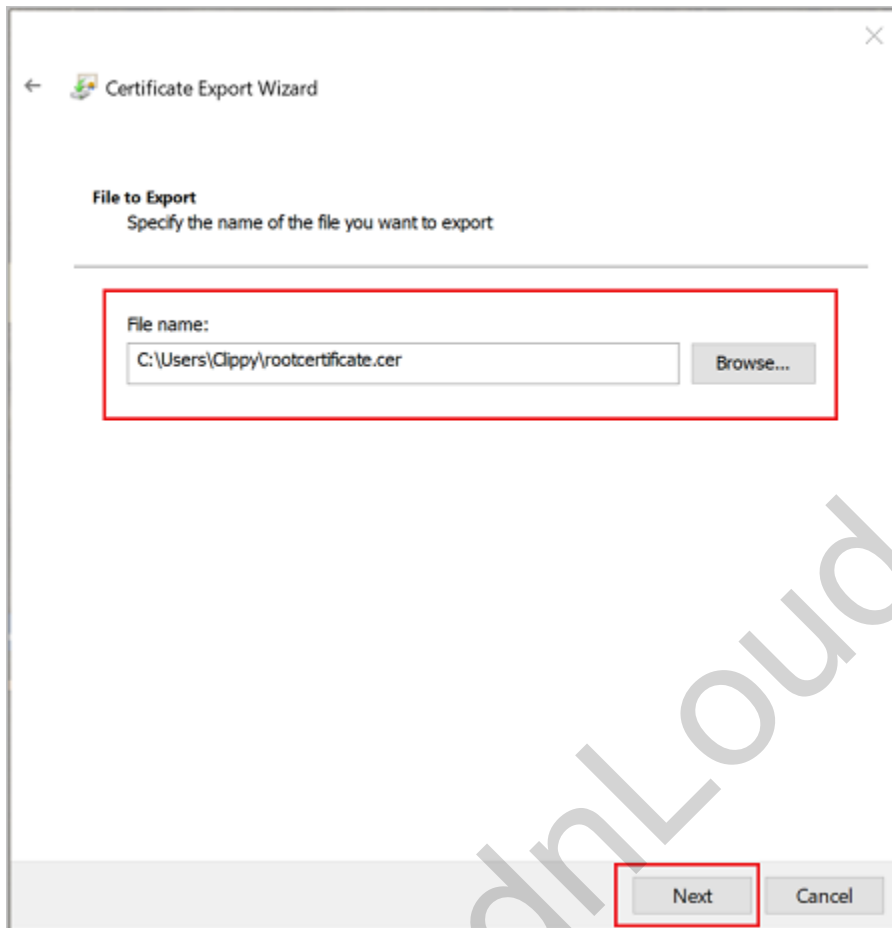 Certificate Export Wizard
File to Export
Specify the name of the file you want to export
File name:
C:\Users\Clippy\rootcertificate.cer
Browse...
Next
Cancel